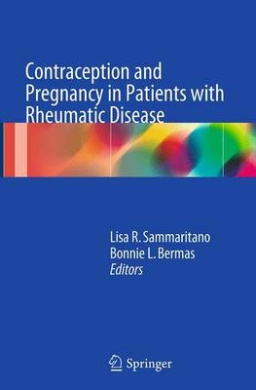 Contraception and
Pregnancy in Patients with
Rheumatic Disease
Lisa R. Sammaritano
Bonnie L. Bermas
Editors
Springer